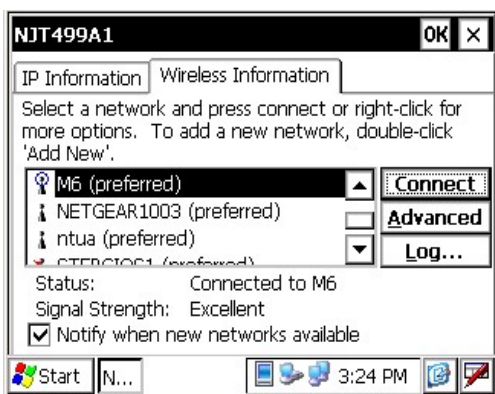 NJT499A1 OK
IP Information Wireless Information
Select a network and press connect or right-click for
more options. To add a new network, double-click
'Add New'.
M6 (preferred) Connect
NETGEAR1003 (preferred) Advanced
ntua (preferred)
STERGIOS1 (preferred) Log...
Status: Connected to M6
Signal Strength: Excellent
Notify when new networks available
Start N... 3:24 PM